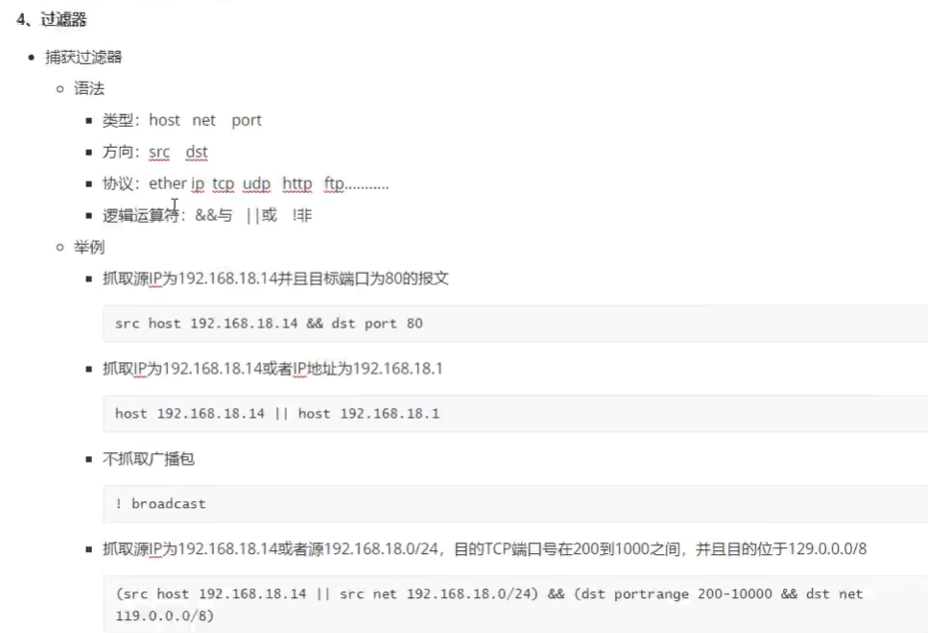 4、过滤器
捕获过滤器
语法
类型：host net port
方向：src dst
协议：ether ip tcp udp http ftp...........
逻辑运算符：&&与 ||或 !非
举例
抓取源IP为192.168.18.14并且目标端口为80的报文
src host 192.168.18.14 && dst port 80
抓取IP为192.168.18.14或者IP地址为192.168.18.1
host 192.168.18.14 || host 192.168.18.1
不抓取广播包
! broadcast
抓取源IP为192.168.18.14或者源192.168.18.0/24，目的TCP端口号在200到1000之间，并且目的位于129.0.0.0/8
(src host 192.168.18.14 || src net 192.168.18.0/24) && (dst portrange 200-10000 && dst net
119.0.0.0/8)